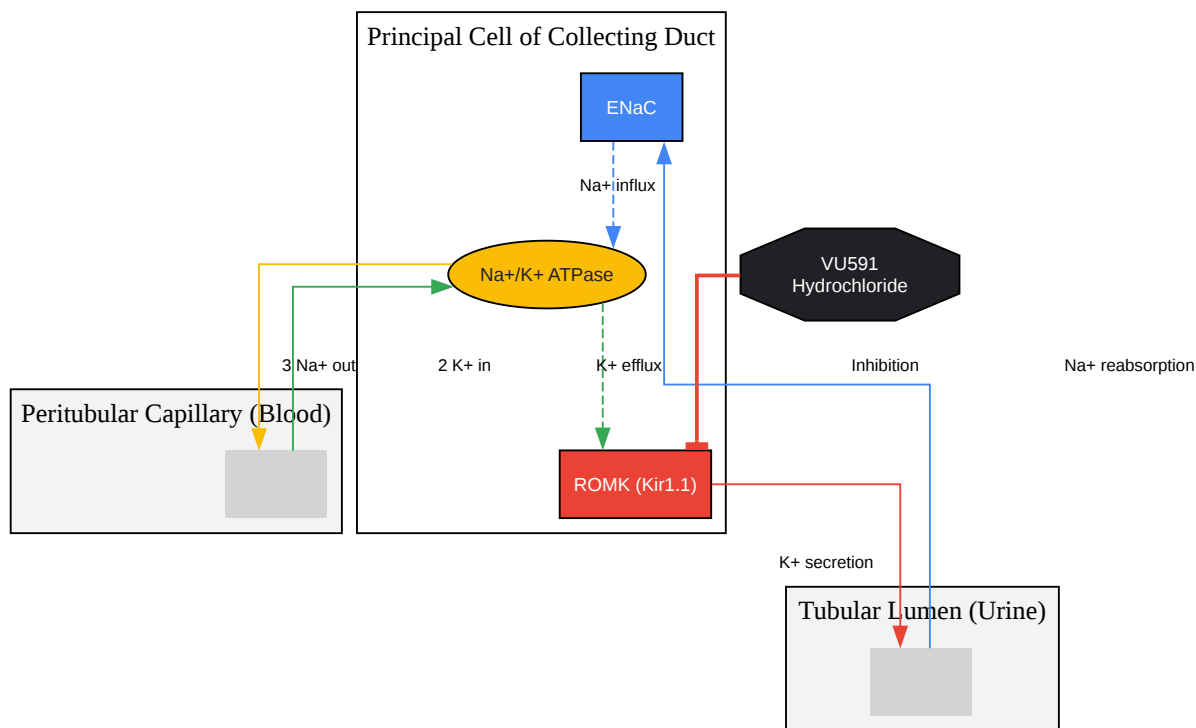 Principal Cell of Collecting Duct
ENaC
Na+ influx
Na+/K+ ATPase
VU591
Hydrochloride
3 Na+ out
2 K+ in
K+ efflux
Inhibition
Na+ reabsorption
Peritubular Capillary (Blood)
ROMK (Kir1.1)
K+ secretion
Tubular Lumen (Urine)